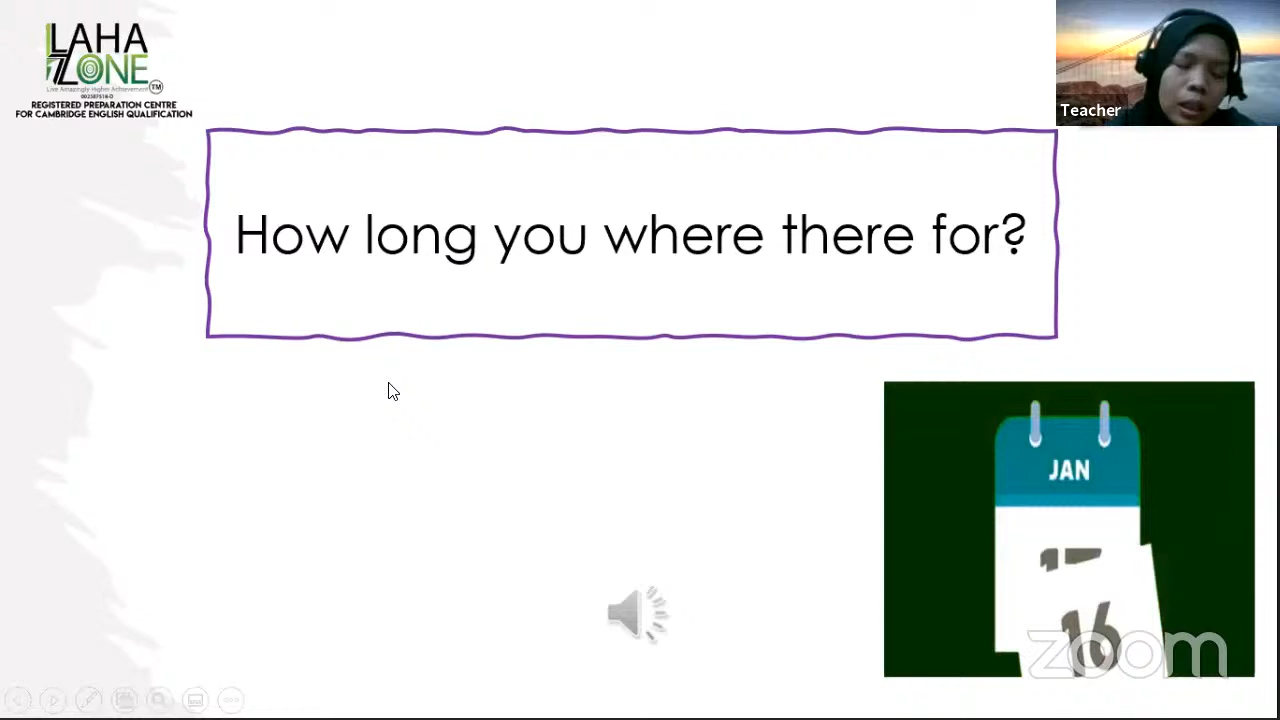 LAHA
ZONE
Live Amazingly Higher Achievement
TM
REGISTERED PREPARATION CENTRE
FOR CAMBRIDGE ENGLISH QUALIFICATION
Teacher
How long you where there for?
JAN
16
zoom